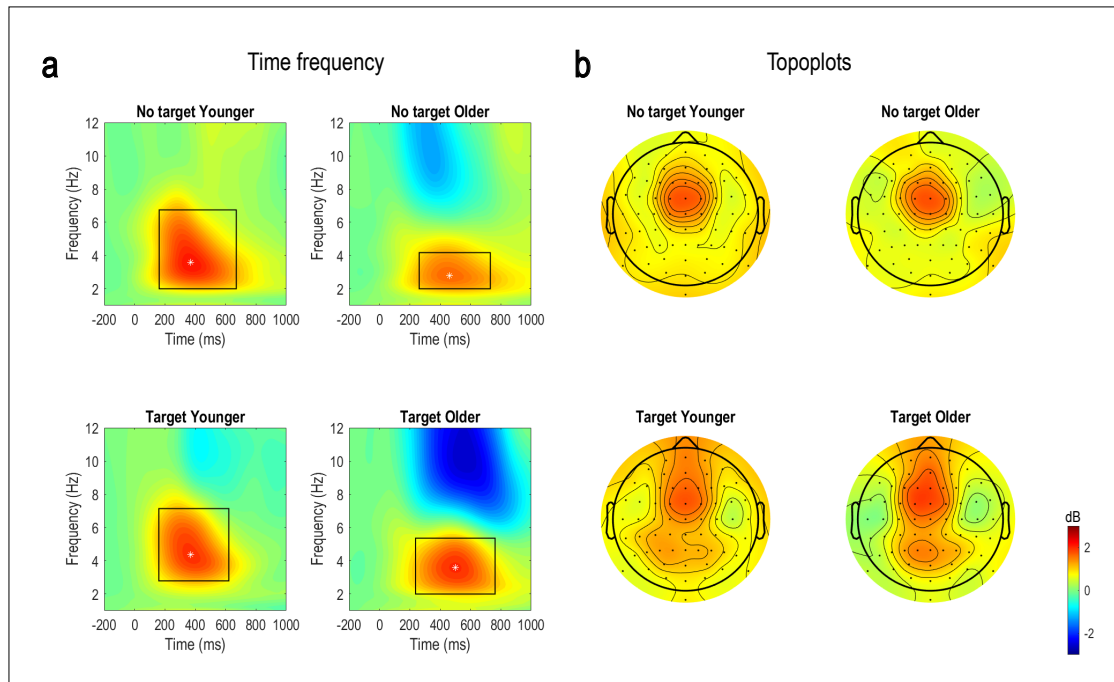 a
Time frequency
b
Topoplots
No target Younger
No target Older
No target Younger
No target Older
Frequency (Hz)
12
10
8
6
4
2
-200 0 200 400 600 800 1000
Time (ms)
Frequency (Hz)
12
10
8
6
4
2
-200 0 200 400 600 800 1000
Time (ms)
Target Younger
Target Older
Target Younger
Target Older
Frequency (Hz)
12
10
8
6
4
2
-200 0 200 400 600 800 1000
Time (ms)
Frequency (Hz)
12
10
8
6
4
2
-200 0 200 400 600 800 1000
Time (ms)
dB
2
0
-2